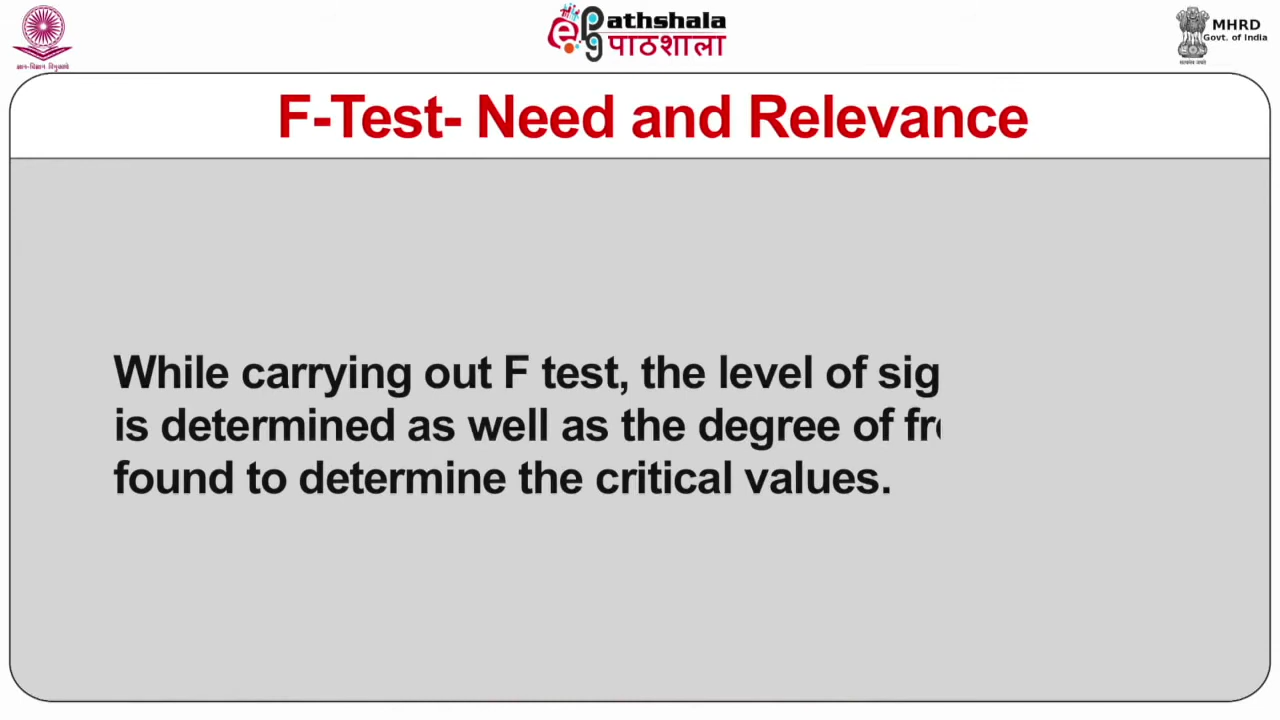 ePathshala
पाठशाला
MHRD
Govt. of India
F-Test- Need and Relevance
While carrying out F test, the level of sig
is determined as well as the degree of fr
found to determine the critical values.